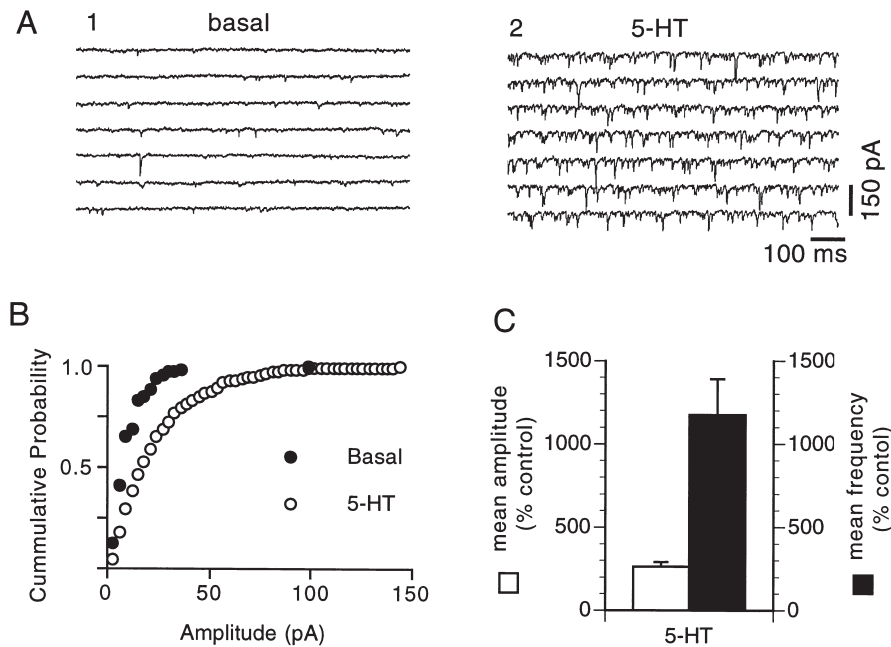 A
1 basal
2 5-HT
150 pA
100 ms
B
Cummulative Probability
1.0
0.5
0 50 100 150
Amplitude (pA)
Basal
5-HT
C
mean amplitude
(% control)
1500
1000
500
0
5-HT
1500
1000
500
0
mean frequency
(% contol)